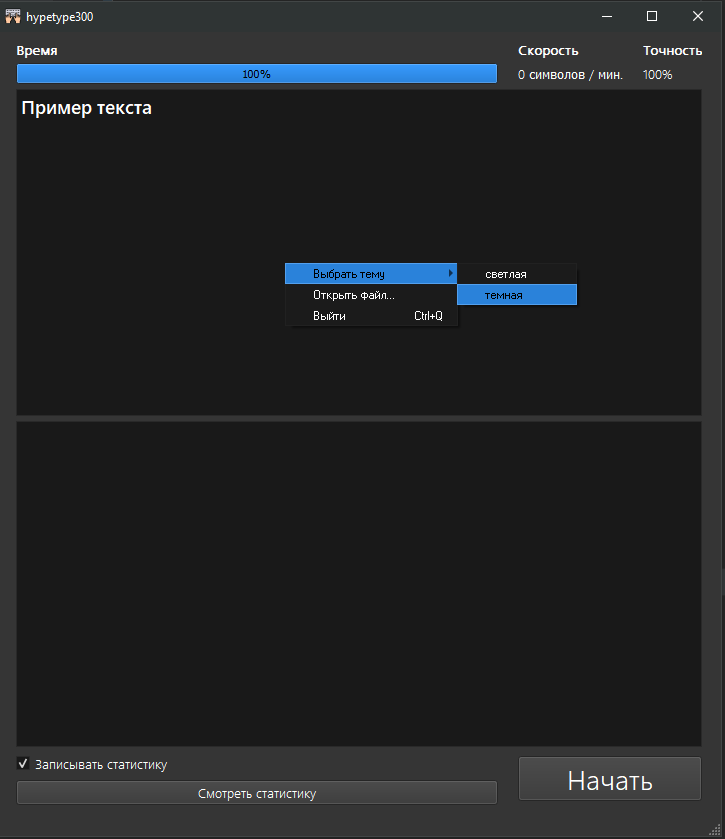 hypetype300
Время Скорость Точность
100% 0 символов / мин. 100%
Пример текста
Выбрать тему светлая
Открыть файл... темная
Выйти Ctrl+Q
Записывать статистику
Смотреть статистику
Начать